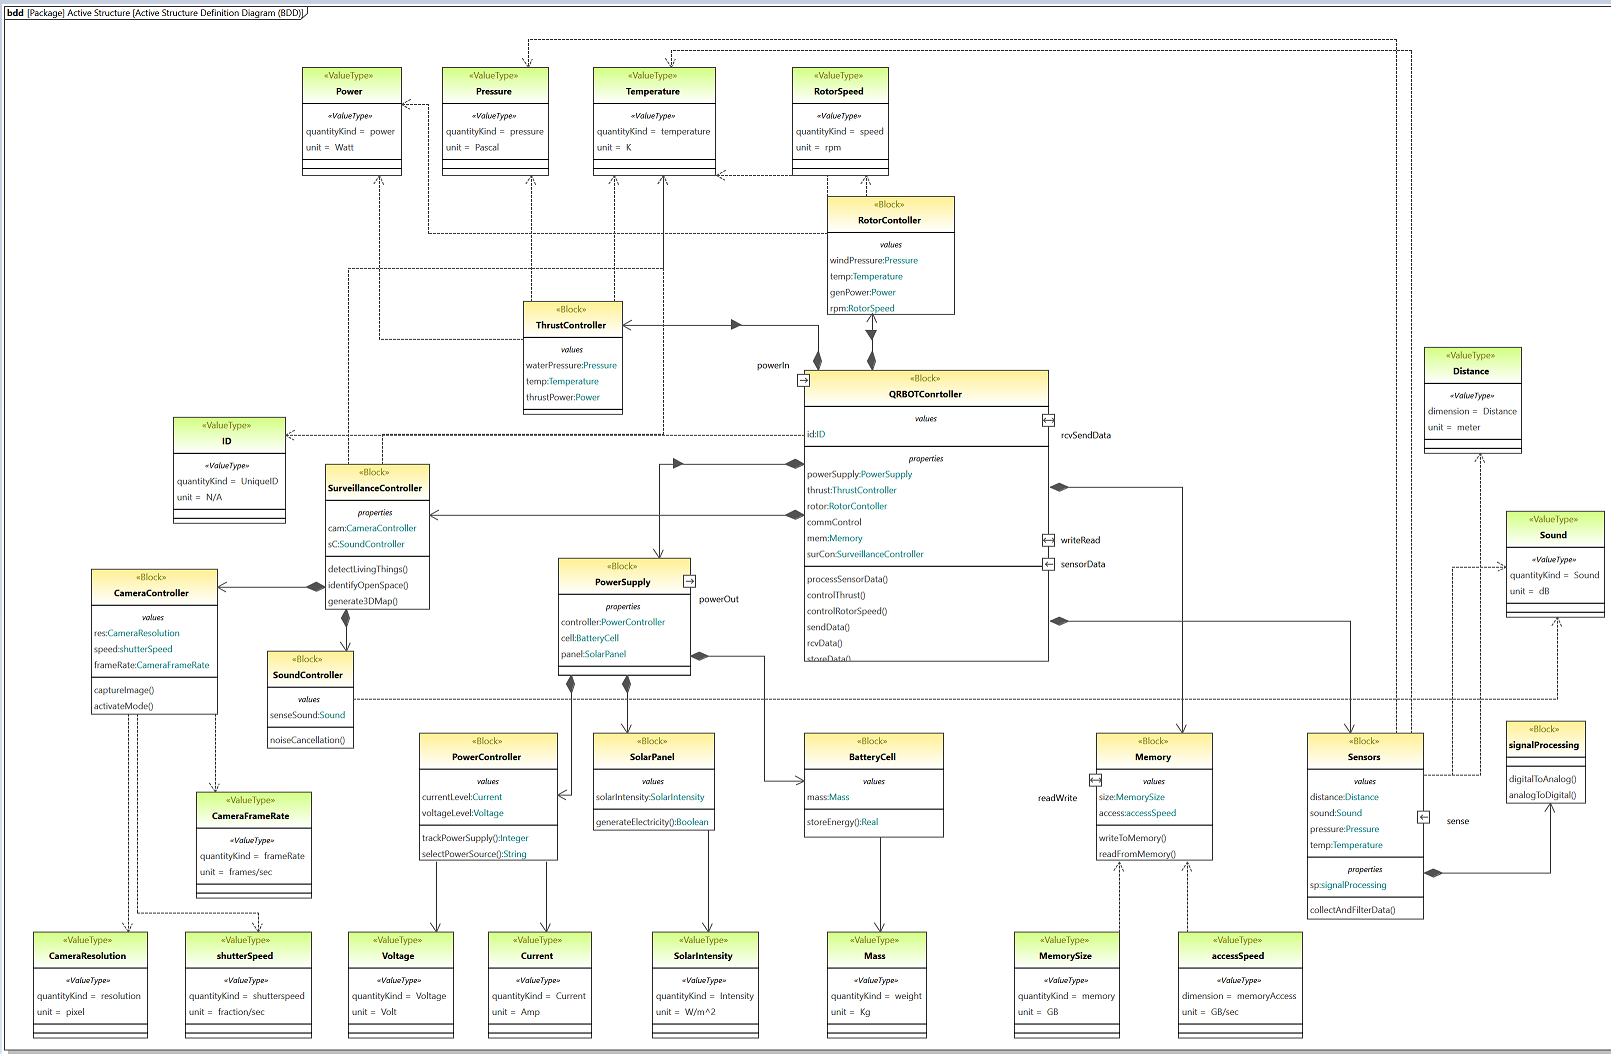 bdd [Package] Active Structure [Active Structure Definition Diagram (BDD)]
«ValueType»
Power
«ValueType»
quantityKind = power
unit = Watt
«ValueType»
Pressure
«ValueType»
quantityKind = pressure
unit = Pascal
«ValueType»
Temperature
«ValueType»
quantityKind = temperature
unit = K
«ValueType»
RotorSpeed
«ValueType»
quantityKind = speed
unit = rpm
«Block»
RotorContoller
values
windPressure:Pressure
temp:Temperature
genPower:Power
rpm:RotorSpeed
«Block»
ThrustController
values
waterPressure:Pressure
temp:Temperature
thrustPower:Power
powerIn
«Block»
QRBOTConrtoller
values
id:ID
properties
powerSupply:PowerSupply
thrust:ThrustController
rotor:RotorContoller
commControl
mem:Memory
surCon:SurveillanceController
processSensorData()
controlThrust()
controlRotorSpeed()
sendData()
rcvData()
storeData()
rcvSendData
writeRead
sensorData
«ValueType»
Distance
«ValueType»
dimension = Distance
unit = meter
«ValueType»
ID
«ValueType»
quantityKind = UniqueID
unit = N/A
«Block»
SurveillanceController
properties
cam:CameraController
sC:SoundController
detectLivingThings()
identifyOpenSpace()
generate3DMap()
«ValueType»
Sound
«ValueType»
quantityKind = Sound
unit = dB
«Block»
CameraController
values
res:CameraResolution
speed:shutterSpeed
frameRate:CameraFrameRate
captureImage()
activateMode()
«Block»
PowerSupply
properties
controller:PowerController
cell:BatteryCell
panel:SolarPanel
powerOut
«Block»
SoundController
values
senseSound:Sound
noiseCancellation()
«Block»
PowerController
values
currentLevel:Current
voltageLevel:Voltage
trackPowerSupply():Integer
selectPowerSource():String
«Block»
SolarPanel
values
solarIntensity:SolarIntensity
generateElectricity():Boolean
«Block»
BatteryCell
values
mass:Mass
storeEnergy():Real
«Block»
Memory
values
size:MemorySize
access:accessSpeed
writeToMemory()
readFromMemory()
readWrite
«Block»
Sensors
values
distance:Distance
sound:Sound
pressure:Pressure
temp:Temperature
properties
sp:signalProcessing
collectAndFilterData()
sense
«Block»
signalProcessing
digitalToAnalog()
analogToDigital()
«ValueType»
CameraFrameRate
«ValueType»
quantityKind = frameRate
unit = frames/sec
«ValueType»
CameraResolution
«ValueType»
quantityKind = resolution
unit = pixel
«ValueType»
shutterSpeed
«ValueType»
quantityKind = shutterspeed
unit = fraction/sec
«ValueType»
Voltage
«ValueType»
quantityKind = Voltage
unit = Volt
«ValueType»
Current
«ValueType»
quantityKind = Current
unit = Amp
«ValueType»
SolarIntensity
«ValueType»
quantityKind = Intensity
unit = W/m^2
«ValueType»
Mass
«ValueType»
quantityKind = weight
unit = Kg
«ValueType»
MemorySize
«ValueType»
quantityKind = memory
unit = GB
«ValueType»
accessSpeed
«ValueType»
dimension = memoryAccess
unit = GB/sec